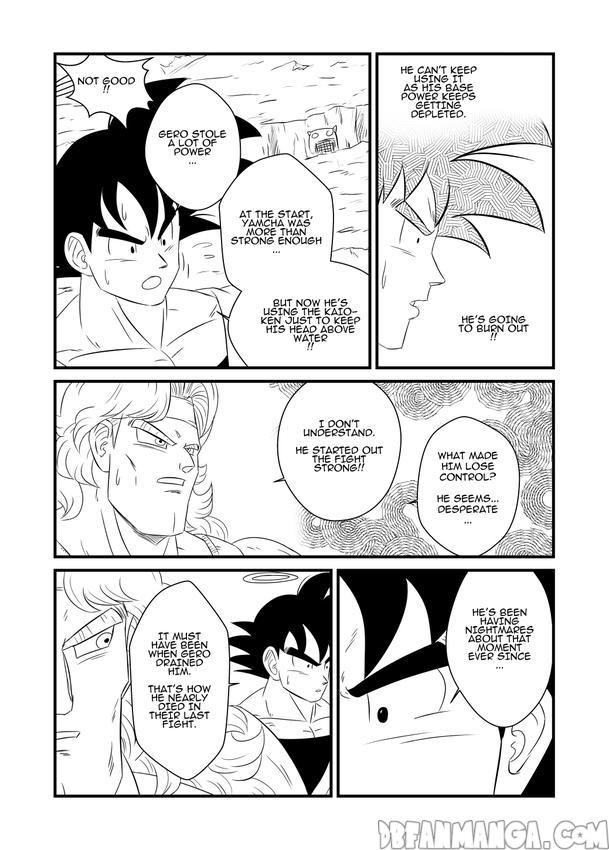 NOT GOOD
!!
GERO STOLE
A LOT OF
POWER
...
AT THE START,
YAMCHA WAS
MORE THAN
STRONG ENOUGH
...
BUT NOW HE'S
USING THE KAIO-
KEN JUST TO KEEP
HIS HEAD ABOVE
WATER
!!
HE CAN'T KEEP
USING IT
AS HIS BASE
POWER KEEPS
GETTING
DEPLETED.
HE'S GOING
TO BURN OUT
!!
I DON'T
UNDERSTAND.
HE STARTED OUT
THE FIGHT
STRONG!!
WHAT MADE
HIM LOSE
CONTROL?
HE SEEMS...
DESPERATE
...
IT MUST
HAVE BEEN
WHEN GERO
DRAINED
HIM.
THAT'S HOW
HE NEARLY
DIED IN
THEIR LAST
FIGHT.
HE'S BEEN
HAVING
NIGHTMARES
ABOUT THAT
MOMENT
EVER SINCE
...
DBFANMANGA.COM